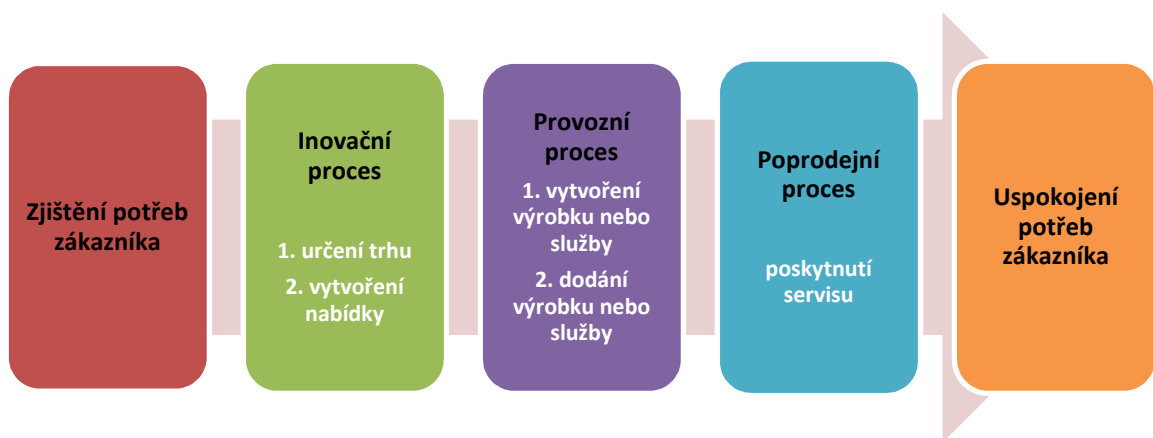 Zjištění potřeb
zákazníka
Inovační
proces
1. určení trhu
2. vytvoření
nabídky
Provozní
proces
1. vytvoření
výrobku nebo
služby
2. dodání
výrobku nebo
služby
Poprodejní
proces
poskytnutí
servisu
Uspokojení
potřeb
zákazníka